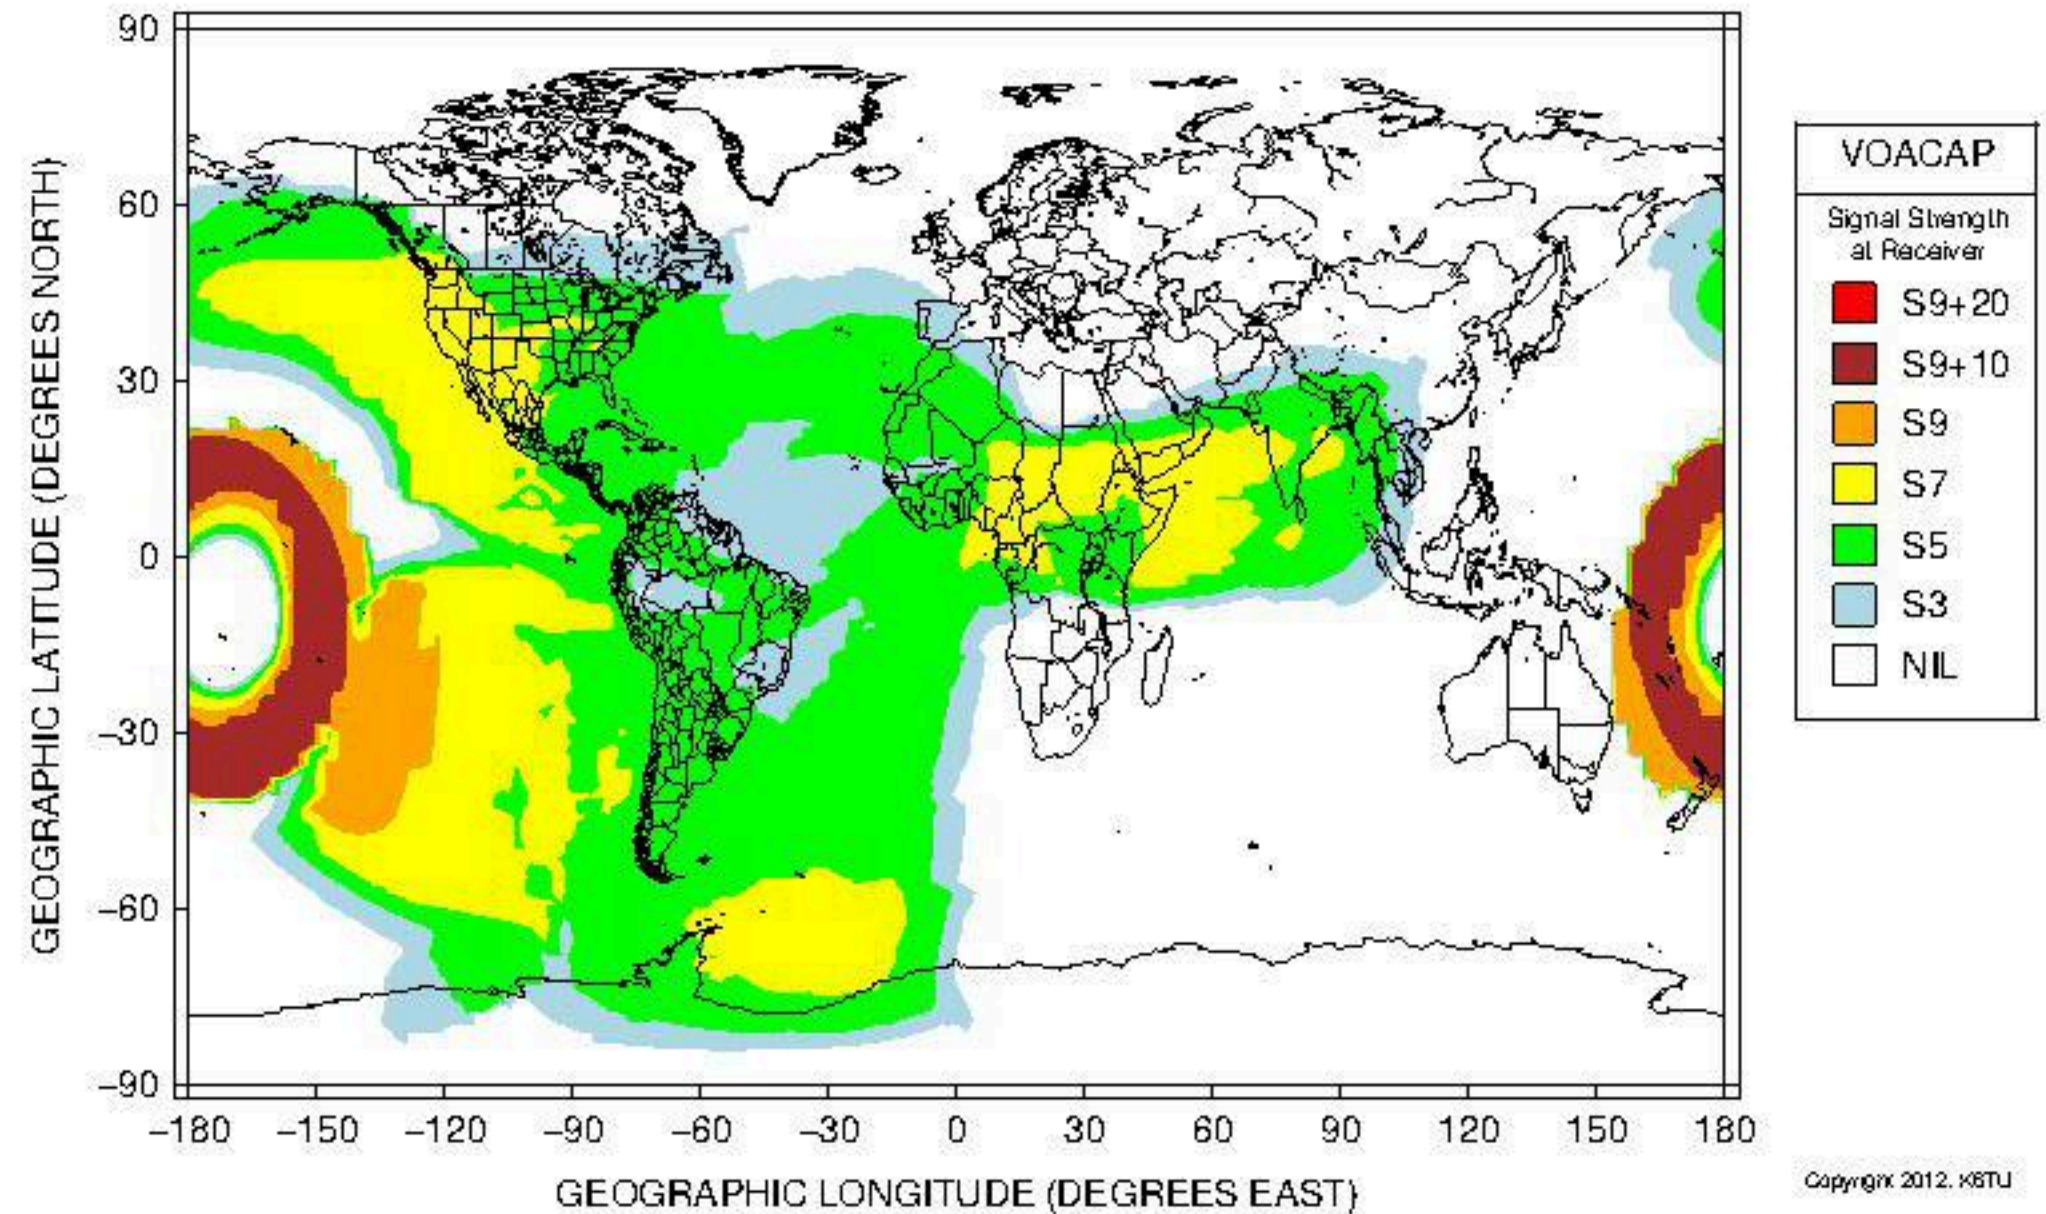 90
60
30
0
−30
−60
−90
GEOGRAPHIC LATITUDE (DEGREES NORTH)
−180 −150 −120 −90 −60 −30 0 30 60 90 120 150 180
GEOGRAPHIC LONGITUDE (DEGREES EAST)
VOACAP
Signal Strength
at Receiver
S9+20
S9+10
S9
S7
S5
S3
NIL
Copyright 2012. K6TU